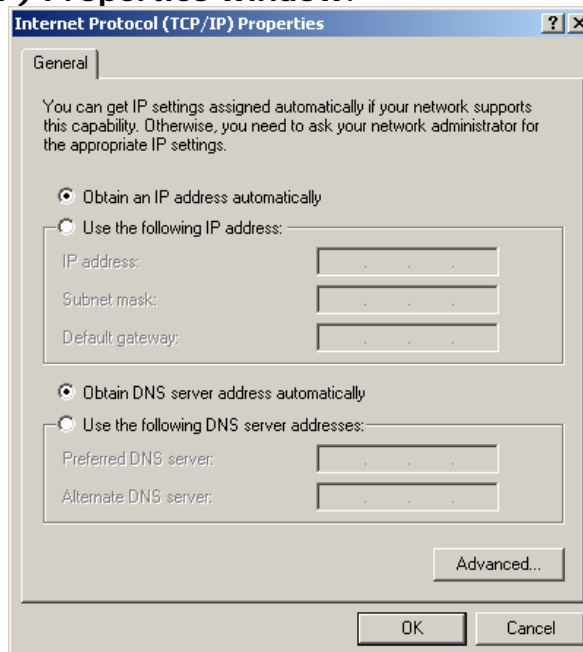 ) Properties window.
Internet Protocol (TCP/IP) Properties
General
You can get IP settings assigned automatically if your network supports
this capability. Otherwise, you need to ask your network administrator for
the appropriate IP settings.
Obtain an IP address automatically
Use the following IP address:
IP address:
Subnet mask:
Default gateway:
Obtain DNS server address automatically
Use the following DNS server addresses:
Preferred DNS server:
Alternate DNS server:
Advanced...
OK Cancel